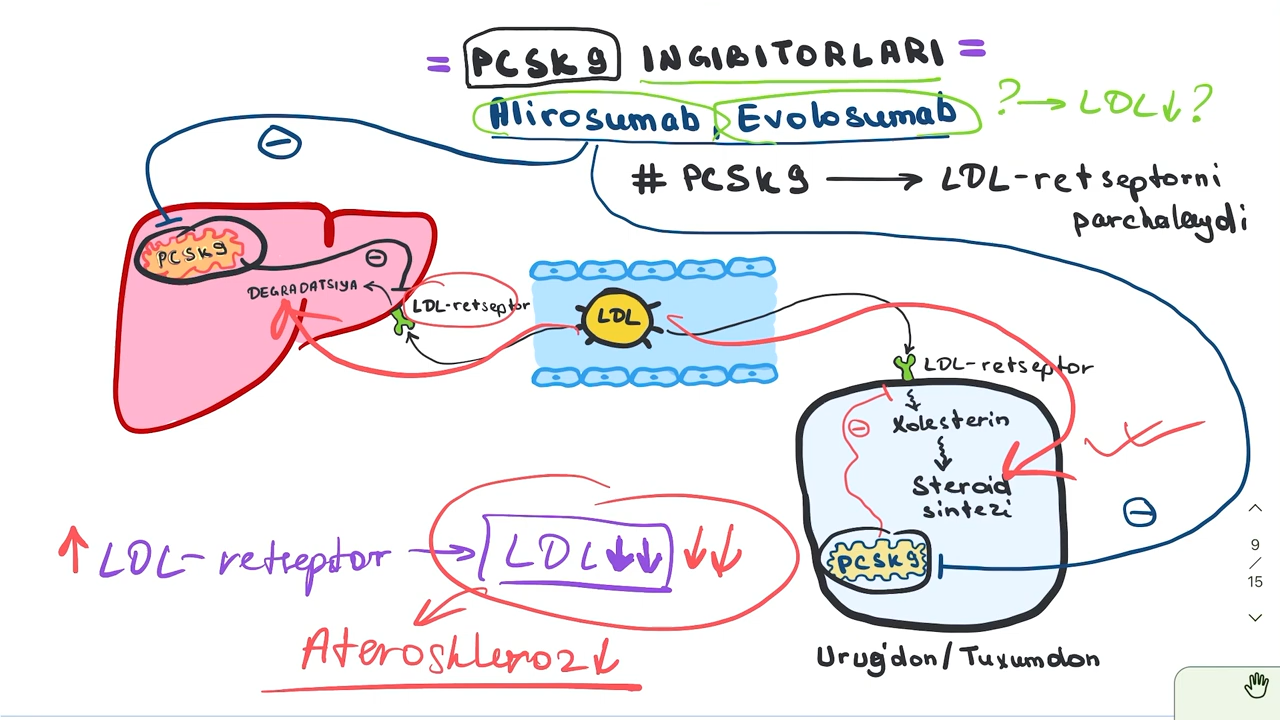 = PCSK9 INGIBITORLARI =
Alirosumab, Evolosumab ? → LDL↓?
# PCSK9 → LDL-retseptorni
parchalaydi
PCSK9
DEGRADATSIYA
LDL-retseptor
LDL
LDL-retseptor
Xolesterin
Steroid
sintezi
PCSK9
↑ LDL-retseptor → LDL↓↓ ↓↓
Ateroskleroz↓
Urug'don/Tuxumdon
9
/
15